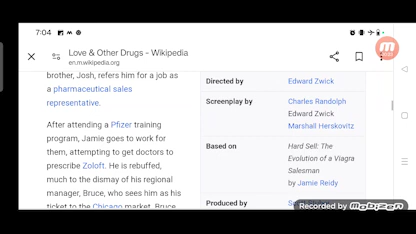 7:04
Love & Other Drugs - Wikipedia
en.m.wikipedia.org
brother, Josh, refers him for a job as
a pharmaceutical sales
representative.
After attending a Pfizer training
program, Jamie goes to work for
them, attempting to get doctors to
prescribe Zoloft. He is rebuffed,
much to the dismay of his regional
manager, Bruce, who sees him as his
ticket to the Chicago market. Bruce
Directed by Edward Zwick
Screenplay by Charles Randolph
Edward Zwick
Marshall Herskovitz
Based on Hard Sell: The
Evolution of a Viagra
Salesman
by Jamie Reidy
Produced by
Recorded by mobizen